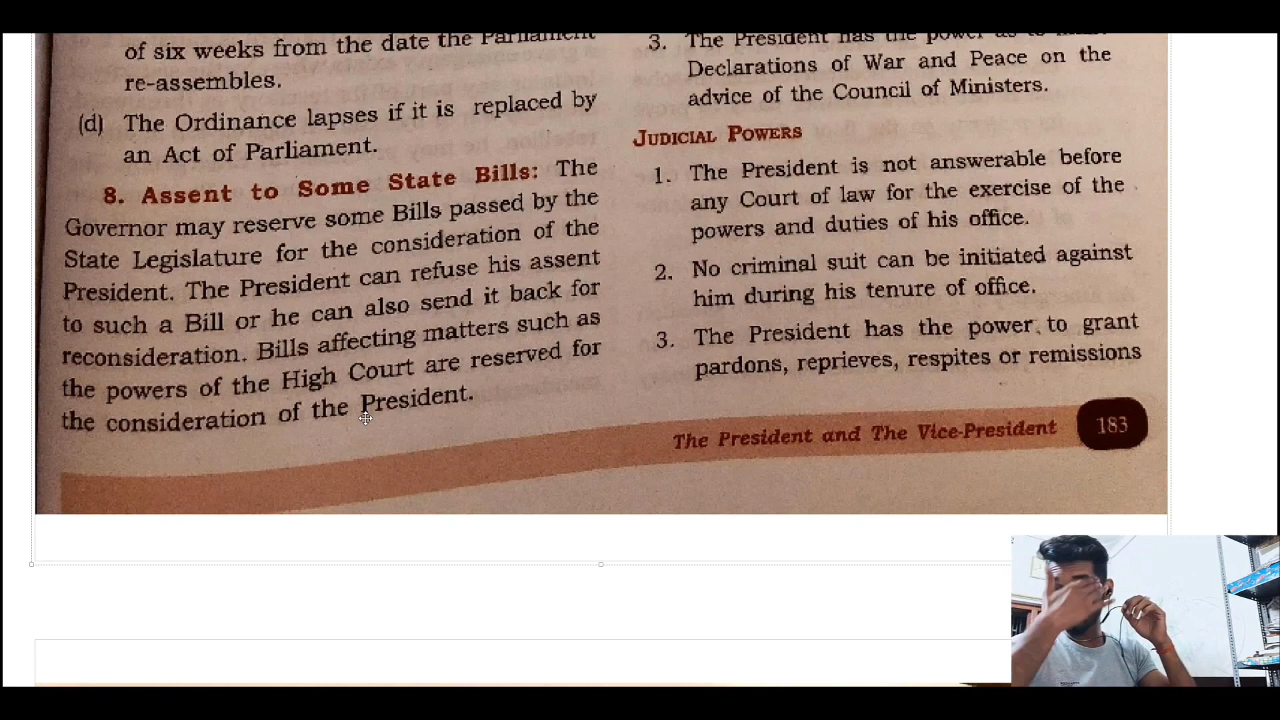 of six weeks from the date the Parliament
re-assembles.
(d) The Ordinance lapses if it is replaced by
an Act of Parliament.
8. Assent to Some State Bills: The
Governor may reserve some Bills passed by the
State Legislature for the consideration of the
President. The President can refuse his assent
to such a Bill or he can also send it back for
reconsideration. Bills affecting matters such as
the powers of the High Court are reserved for
the consideration of the President.
3. The President has the power as to
Declarations of War and Peace on the
advice of the Council of Ministers.
JUDICIAL POWERS
1. The President is not answerable before
any Court of law for the exercise of the
powers and duties of his office.
2. No criminal suit can be initiated against
him during his tenure of office.
3. The President has the power to grant
pardons, reprieves, respites or remissions
The President and The Vice-President 183